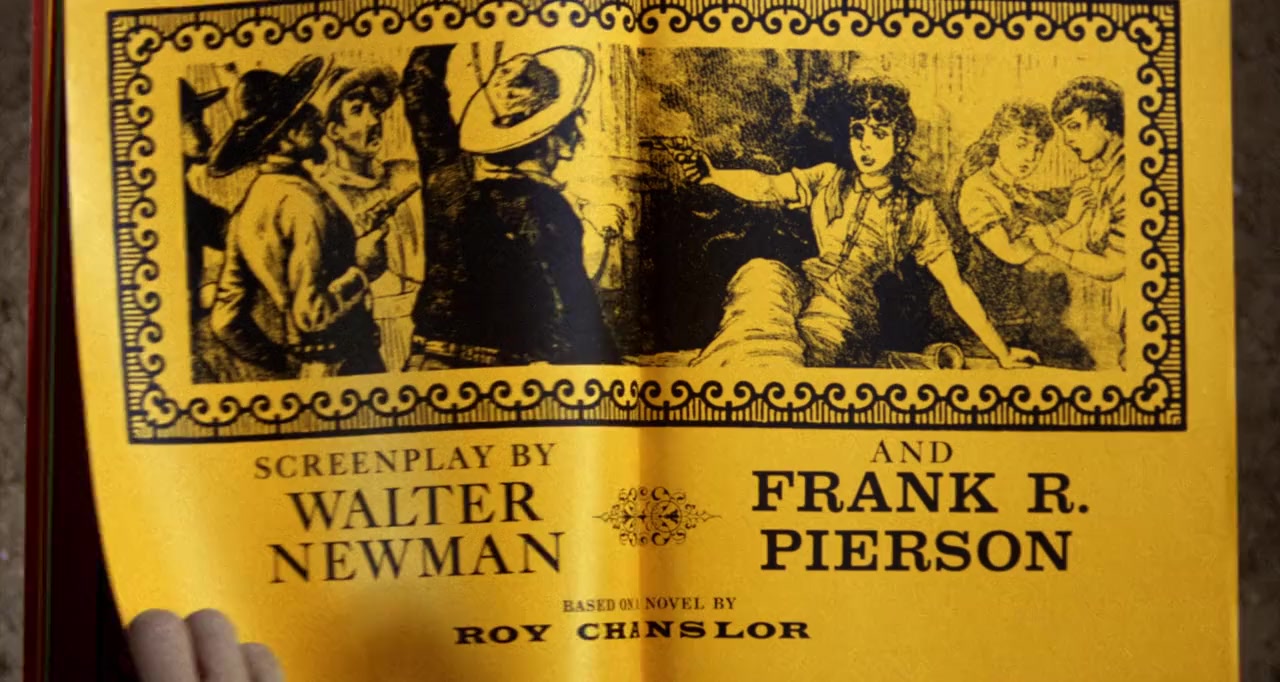 SCREENPLAY BY
WALTER
NEWMAN
AND
FRANK R.
PIERSON
BASED ON NOVEL BY
ROY CHANSLOR